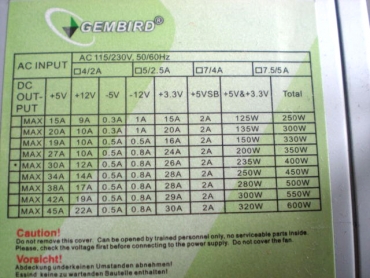 GEMBIRD®
AC INPUT AC 115/230V, 50/60Hz
□4/2A □5/2.5A □7/4A □7.5/5A
DC OUT-PUT +5V +12V -5V -12V +3.3V +5VSB +5V&+3.3V Total
MAX 15A 9A 0.3A 1A 15A 2A 125W 250W
MAX 20A 10A 0.3A 1A 20A 2A 135W 300W
MAX 19A 10A 0.5A 0.5A 16A 2A 150W 330W
MAX 27A 10A 0.5A 0.8A 24A 2A 200W 350W
* MAX 30A 12A 0.5A 0.8A 26A 2A 235W 400W
MAX 34A 14A 0.5A 0.8A 28A 2A 250W 450W
MAX 38A 17A 0.5A 0.8A 28A 2A 280W 500W
MAX 42A 19A 0.5A 0.8A 29A 2A 300W 550W
MAX 45A 22A 0.5A 0.8A 30A 2A 320W 600W
Caution!
Do not remove this cover. Can be opened by trained personnel only, no serviceable parts inside.
Please, check the voltage before connecting to the power supply. Do not cover the fan.
Vorsicht!
Abdeckung unter keinen Umstanden abnehmen.
Es sind keine zu wartenden Bauteile enthalten!